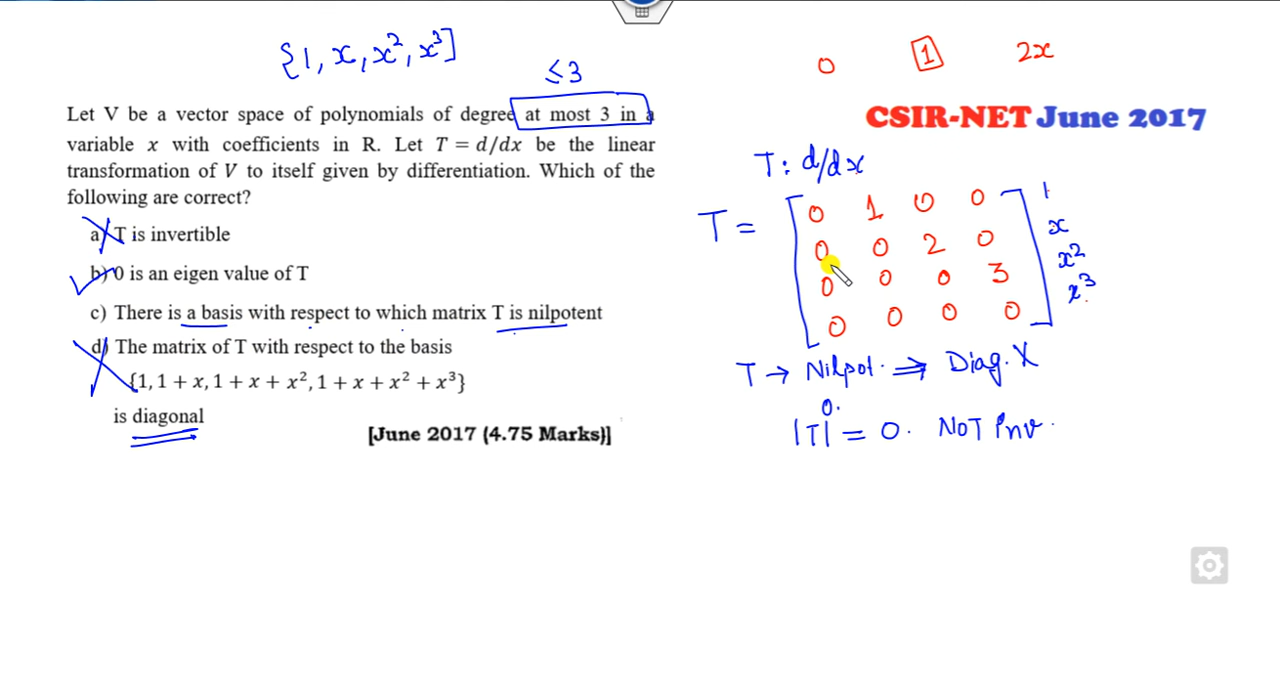 {1, x, x², x³]
≤3
0 1 2x
Let V be a vector space of polynomials of degree at most 3 in a
variable x with coefficients in R. Let T = d/dx be the linear
transformation of V to itself given by differentiation. Which of the
following are correct?
a) T is invertible
b) 0 is an eigen value of T
c) There is a basis with respect to which matrix T is nilpotent
d) The matrix of T with respect to the basis
{1, 1 + x, 1 + x + x², 1 + x + x² + x³}
is diagonal
[June 2017 (4.75 Marks)]
CSIR-NET June 2017
T: d/dx
T =
0 1 0 0 1
0 0 2 0 x
0 0 0 3 x²
0 0 0 0 x³
T → Nilpot. ⇒ Diag. X
0.
|T| = 0. NOT Inv.